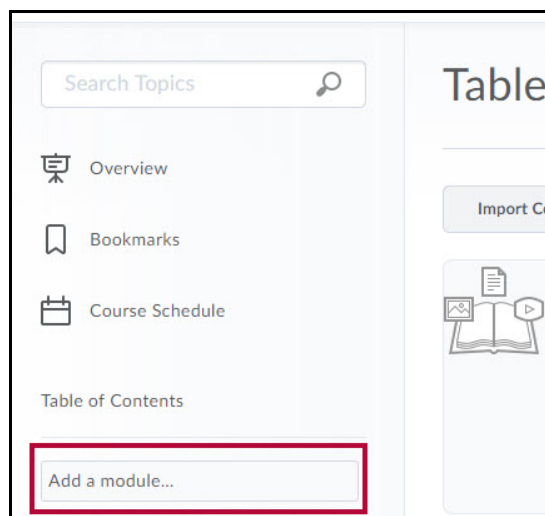 Search Topics
Overview
Bookmarks
Course Schedule
Table of Contents
Add a module...
Table
Import